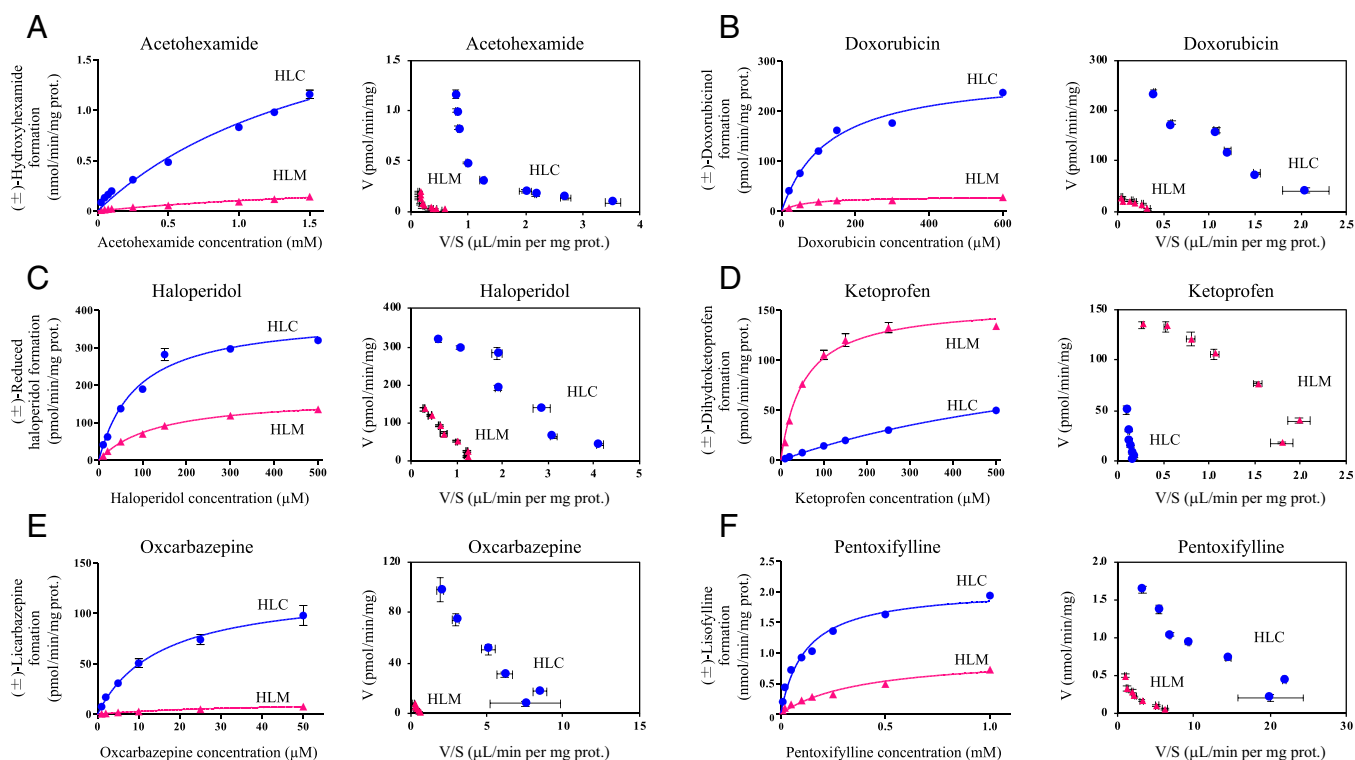 A
Acetohexamide
(±)-Hydroxyhexamide
formation
(nmol/min/mg prot.)
1.5
1.0
0.5
0.0
HLC
HLM
0.0 0.5 1.0 1.5
Acetohexamide concentration (mM)
Acetohexamide
V (pmol/min/mg)
1.5
1.0
0.5
0
HLC
HLM
0 1 2 3 4
V/S (µL/min per mg prot.)
B
Doxorubicin
(±)-Doxorubicinol
formation
(pmol/min/mg prot.)
300
200
100
0
HLC
HLM
0 200 400 600
Doxorubicin concentration (µM)
Doxorubicin
V (pmol/min/mg)
300
200
100
0
HLC
HLM
0 0.5 1.0 1.5 2.0 2.5
V/S (µL/min per mg prot.)
C
Haloperidol
(±)-Reduced
haloperidol formation
(pmol/min/mg prot.)
400
300
200
100
0
HLC
HLM
0 100 200 300 400 500
Haloperidol concentration (µM)
Haloperidol
V (pmol/min/mg)
400
300
200
100
0
HLC
HLM
0 1 2 3 4 5
V/S (µL/min per mg prot.)
D
Ketoprofen
(±)-Dihydroketoprofen
formation
(pmol/min/mg prot.)
150
100
50
0
HLM
HLC
0 100 200 300 400 500
Ketoprofen concentration (µM)
Ketoprofen
V (pmol/min/mg)
150
100
50
0
HLM
HLC
0 0.5 1.0 1.5 2.0 2.5
V/S (µL/min per mg prot.)
E
Oxcarbazepine
(±)-Licarbazepine
fomation
(pmol/min/mg prot.)
150
100
50
0
HLC
HLM
0 10 20 30 40 50
Oxcarbazepine concentration (µM)
Oxcarbazepine
V (pmol/min/mg)
120
80
40
0
HLC
HLM
0 5 10 15
V/S (µL/min per mg prot.)
F
Pentoxifylline
(±)-Lisofylline
formation
(nmol/min/mg prot.)
2.5
2.0
1.5
1.0
0.5
0
HLC
HLM
0.0 0.5 1.0
Pentoxifylline concentration (mM)
Pentoxifylline
V (nmol/min/mg)
2.0
1.5
1.0
0.5
0
HLC
HLM
0 10 20 30
V/S (µL/min per mg prot.)